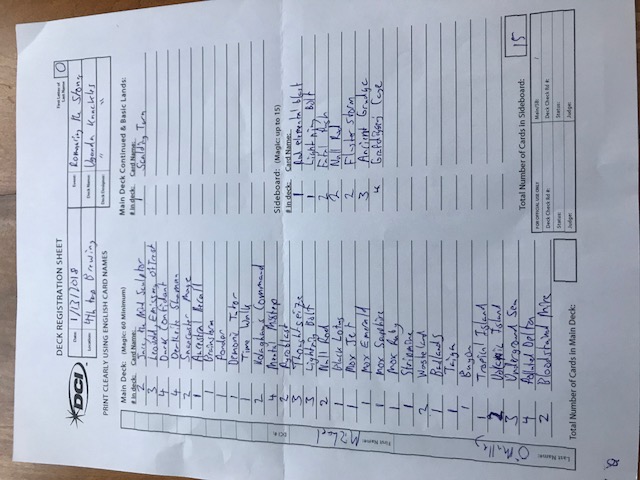 DECK REGISTRATION SHEET
DCI
First Letter of Last Name: O
Date: 1/13/2018
Event: Romancing the Stones
Location: 4th tap Brewing
Deck Name: Uganda Knuckles
Deck Designer: " "
PRINT CLEARLY USING ENGLISH CARD NAMES
Main Deck: (Magic: 60 Minimum)
# in deck: Card Name:
2 Jace, the Mind Sculptor
3 Leovold, Emissary of Trest
4 Dark Confidant
4 Deathrite Shaman
2 Snapcaster Mage
1 Ancestral Recall
1 Brainstorm
1 Ponder
1 Demonic Tutor
1 Time Walk
2 Kolaghan's Command
4 Mental Misstep
2 Pyroblast
3 Thoughtseize
3 Lightning Bolt
2 Null Rod
1 Black Lotus
1 Mox Jet
1 Mox Emerald
1 Mox Sapphire
1 Mox Ruby
1 Stripmine
2 Wasteland
1 Badlands
1 Taiga
1 Bayou
1 Tropical Island
2 Volcanic Island
3 Underground Sea
4 Polluted Delta
2 Bloodstained Mire
Total Number of Cards in Main Deck:
Main Deck Continued & Basic Lands:
# in deck: Card Name:
1 Scalding Tarn
Sideboard: (Magic: up to 15)
# in deck: Card Name:
1 Red elemental blast
1 Lightning Bolt
2 Fatal Push
2 Null Rod
2 Flusterstorm
3 Ancient Grudge
4 Grafdigger's Cage
Total Number of Cards in Sideboard: 15
FOR OFFICIAL USE ONLY
Main/SB: /
Deck Check Rd #:
Deck Check Rd #:
Status:
Status:
Judge:
Judge:
DCI #:
First Name: Michael
Last Name: O'Malley